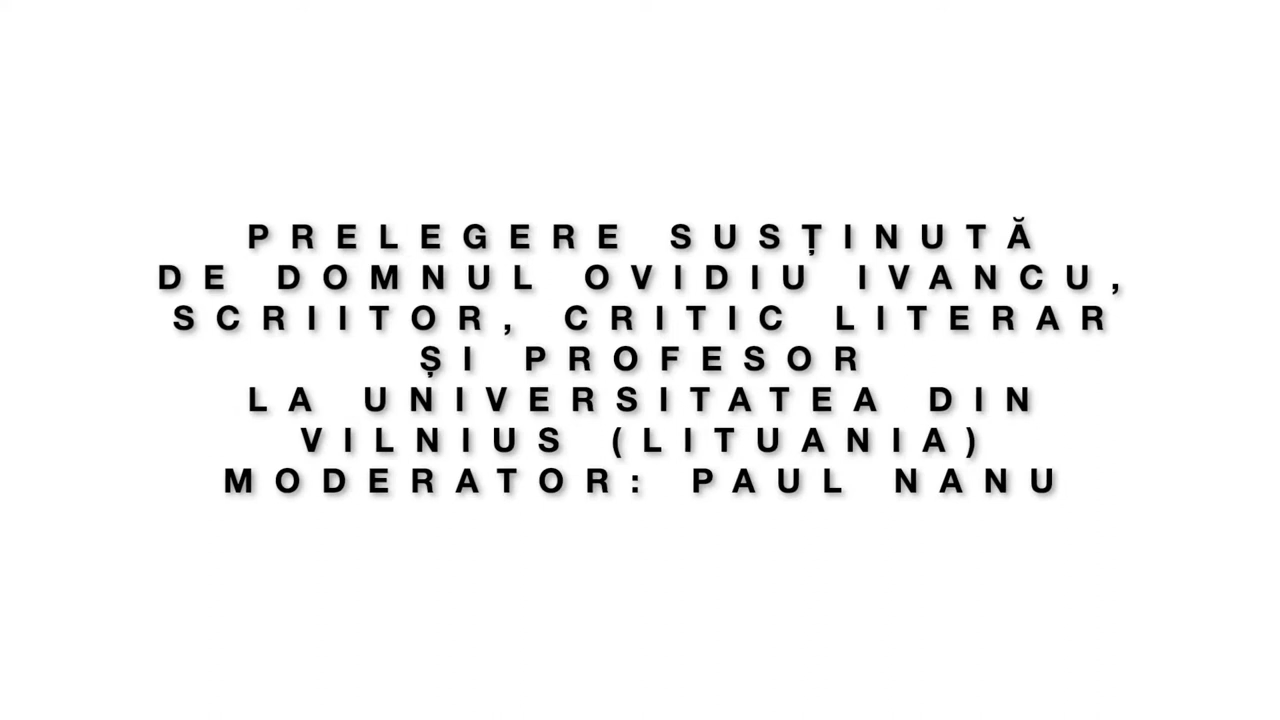 PRELEGERE SUSȚINUTĂ
DE DOMNUL OVIDIU IVANCU,
SCRIITOR, CRITIC LITERAR
ȘI PROFESOR
LA UNIVERSITATEA DIN
VILNIUS (LITUANIA)
MODERATOR: PAUL NANU